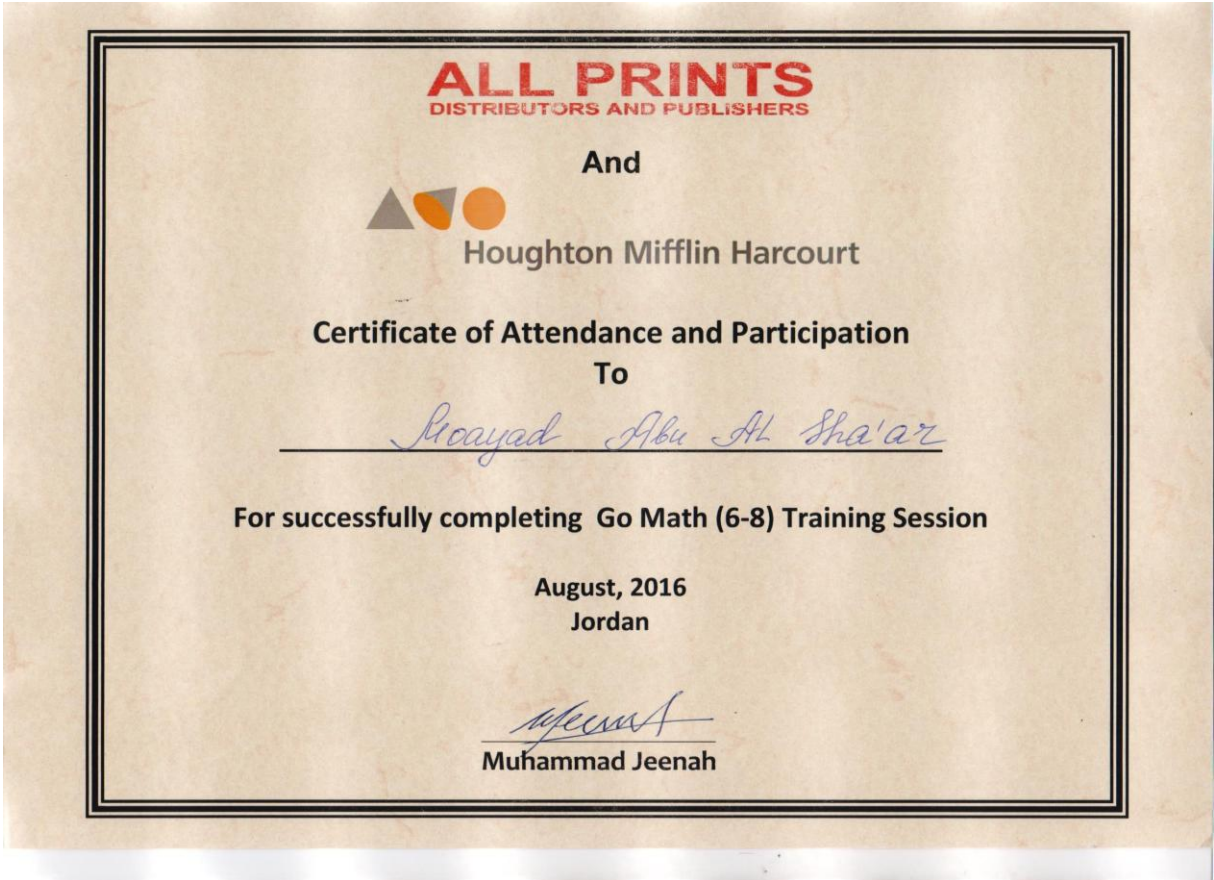 ALL PRINTS
DISTRIBUTORS AND PUBLISHERS
And
Houghton Mifflin Harcourt
Certificate of Attendance and Participation
To
Moayad Abu Al Sha'ar
For successfully completing Go Math (6-8) Training Session
August, 2016
Jordan
Muhammad Jeenah